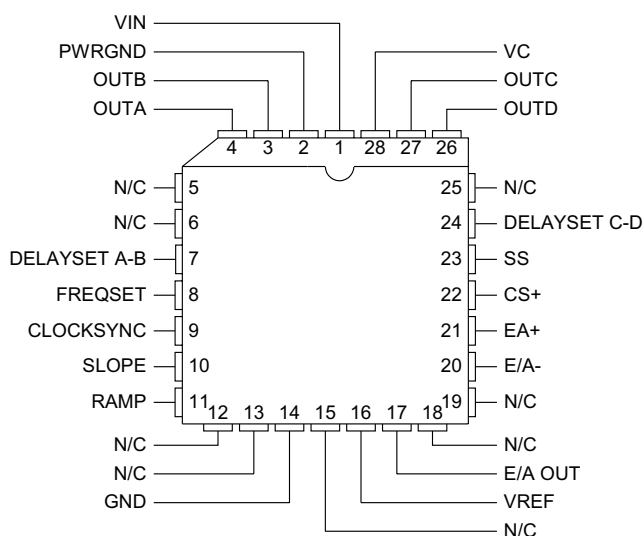 VIN
PWRGND
OUTB
OUTA
VC
OUTC
OUTD
4 3 2 1 28 27 26
N/C 5
N/C 6
DELAYSET A-B 7
FREQSET 8
CLOCKSYNC 9
SLOPE 10
RAMP 11
25 N/C
24 DELAYSET C-D
23 SS
22 CS+
21 EA+
20 E/A-
19 N/C
12 13 14 15 16 17 18
N/C
N/C
GND
N/C
E/A OUT
VREF
N/C